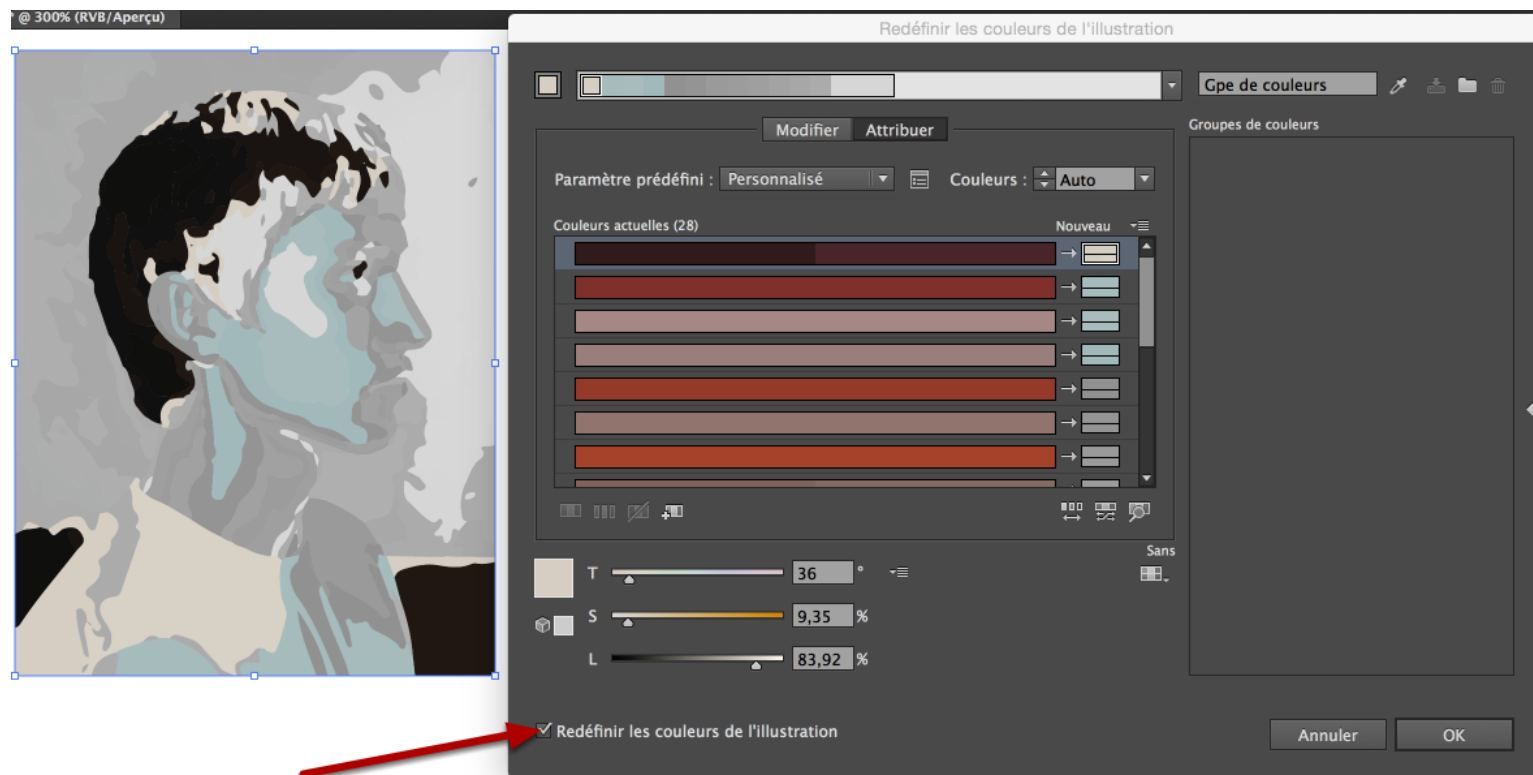 @ 300% (RVB/Aperçu)
Redéfinir les couleurs de l'illustration
Gpe de couleurs
Modifier Attribuer
Groupes de couleurs
Paramètre prédéfini : Personnalisé Couleurs : Auto
Couleurs actuelles (28) Nouveau
Sans
T 36 °
S 9,35 %
L 83,92 %
Redéfinir les couleurs de l'illustration
Annuler OK